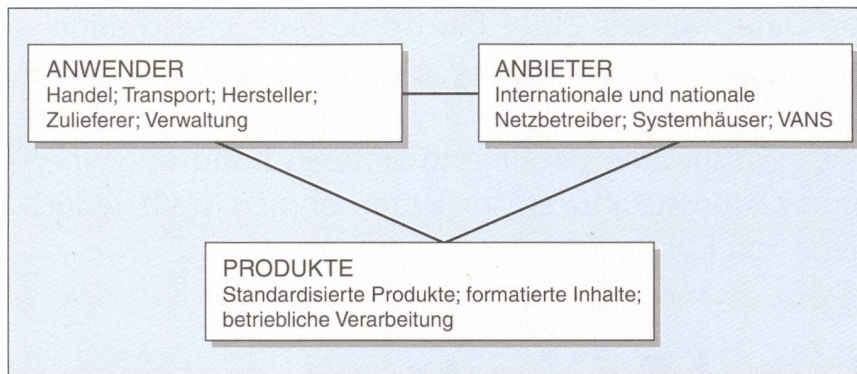 ANWENDER
Handel; Transport; Hersteller;
Zulieferer; Verwaltung
ANBIETER
Internationale und nationale
Netzbetreiber; Systemhäuser; VANS
PRODUKTE
Standardisierte Produkte; formatierte Inhalte;
betriebliche Verarbeitung